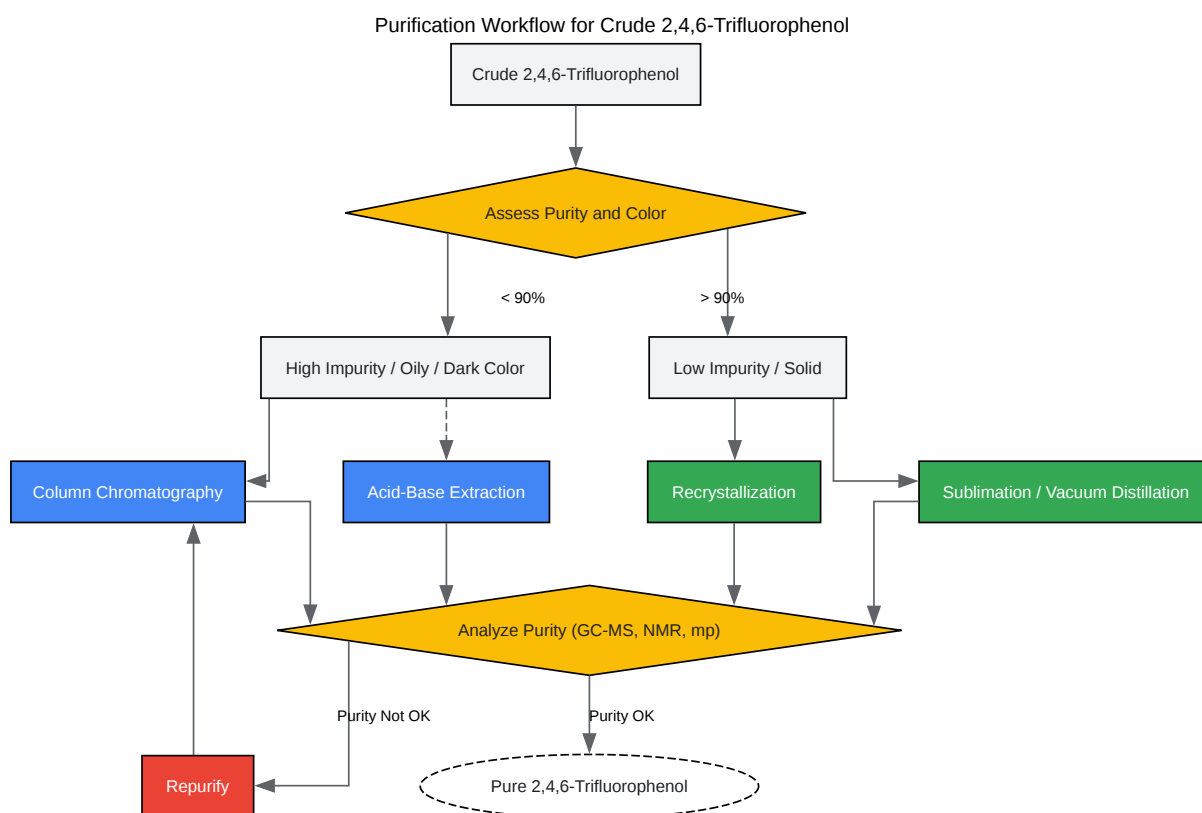 Purification Workflow for Crude 2,4,6-Trifluorophenol
Crude 2,4,6-Trifluorophenol
Assess Purity and Color
< 90%
> 90%
High Impurity / Oily / Dark Color
Low Impurity / Solid
Column Chromatography
Acid-Base Extraction
Recrystallization
Sublimation / Vacuum Distillation
Analyze Purity (GC-MS, NMR, mp)
Purity Not OK
Purity OK
Repurify
Pure 2,4,6-Trifluorophenol